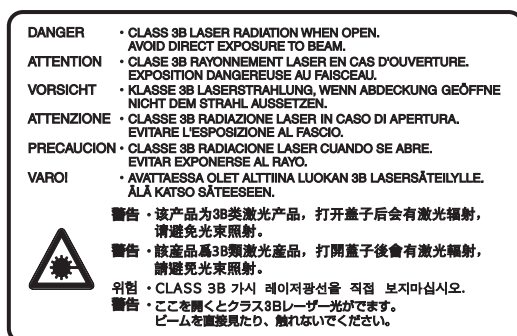 DANGER · CLASS 3B LASER RADIATION WHEN OPEN.
AVOID DIRECT EXPOSURE TO BEAM.
ATTENTION · CLASE 3B RAYONNEMENT LASER EN CAS D'OUVERTURE.
EXPOSITION DANGEREUSE AU FAISCEAU.
VORSICHT · KLASSE 3B LASERSTRAHLUNG, WENN ABDECKUNG GEÖFFNE
NICHT DEM STRAHL AUSSETZEN.
ATTENZIONE · CLASSE 3B RADIAZIONE LASER IN CASO DI APERTURA.
EVITARE L'ESPOSIZIONE AL FASCIO.
PRECAUCION · CLASSE 3B RADIACIONE LASER CUANDO SE ABRE.
EVITAR EXPONERSE AL RAYO.
VARO! · AVATTAESSA OLET ALTTIINA LUOKAN 3B LASERSÄTEILYLLE.
ÄLÄ KATSO SÄTEESEEN.
警告 · 该产品为3B类激光产品，打开盖子后会有激光辐射，
请避免光束照射。
警告 · 該産品爲3B類激光産品，打開蓋子後會有激光輻射，
請避免光束照射。
위험 · CLASS 3B 가시 레이저광선을 직접 보지마십시오.
警告 · ここを開くとクラス3Bレーザー光がでます。
ビームを直接見たり、触れないでください。